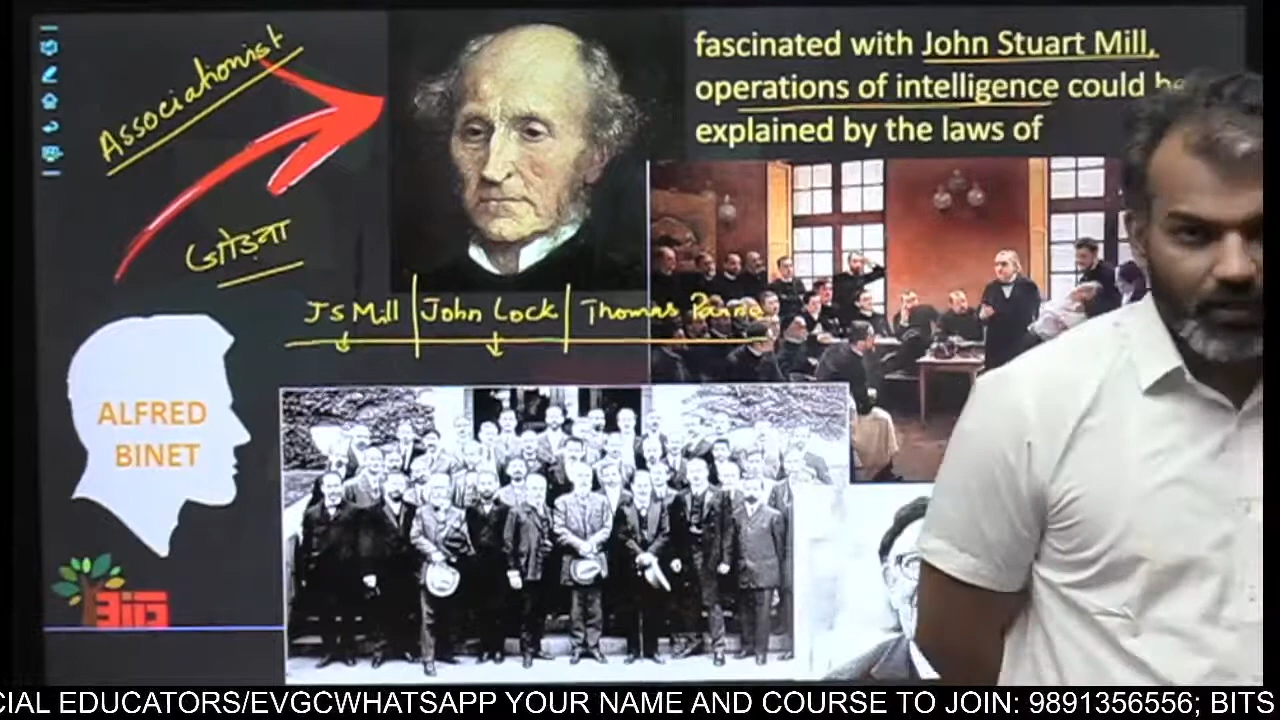 Associationist
fascinated with John Stuart Mill,
operations of intelligence could be
explained by the laws of
जोड़ना
JS Mill | John Lock | Thomas
ALFRED
BINET
CIAL EDUCATORS/EVGCWHATSAPP YOUR NAME AND COURSE TO JOIN: 9891356556; BITS